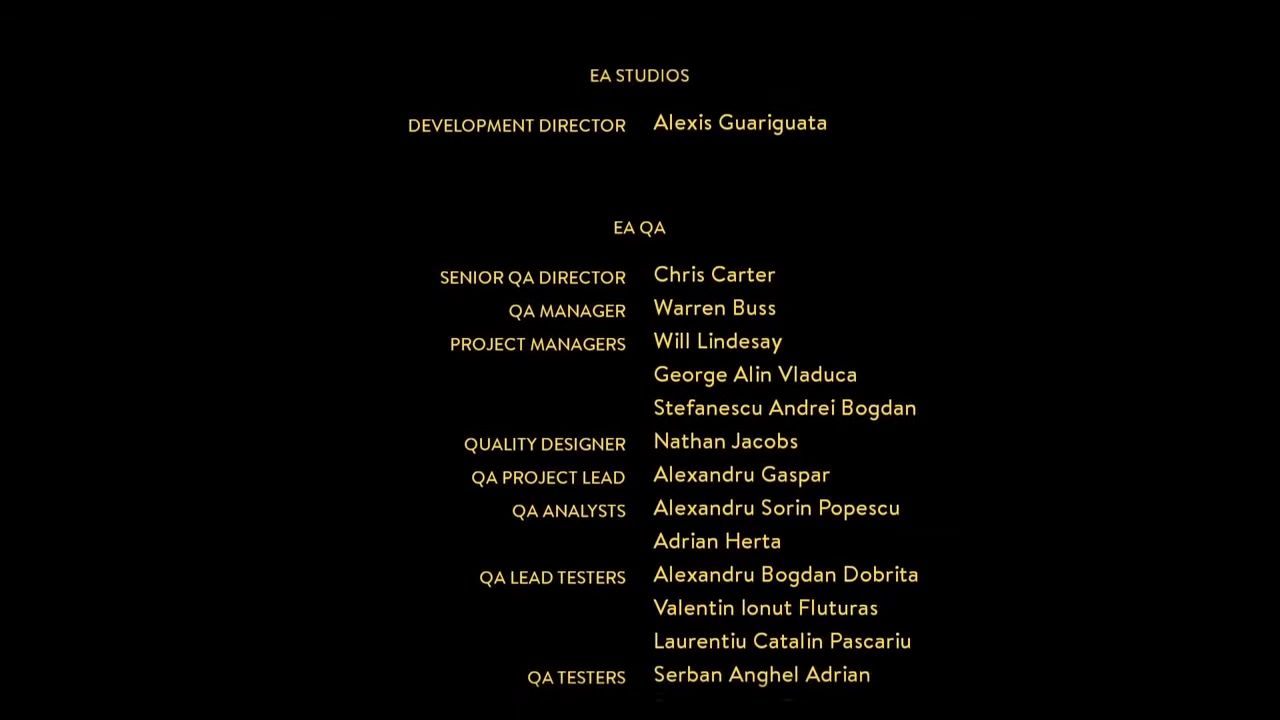 EA STUDIOS
DEVELOPMENT DIRECTOR Alexis Guariguata
EA QA
SENIOR QA DIRECTOR Chris Carter
QA MANAGER Warren Buss
PROJECT MANAGERS Will Lindesay
George Alin Vladuca
Stefanescu Andrei Bogdan
QUALITY DESIGNER Nathan Jacobs
QA PROJECT LEAD Alexandru Gaspar
QA ANALYSTS Alexandru Sorin Popescu
Adrian Herta
QA LEAD TESTERS Alexandru Bogdan Dobrita
Valentin Ionut Fluturas
Laurentiu Catalin Pascariu
QA TESTERS Serban Anghel Adrian